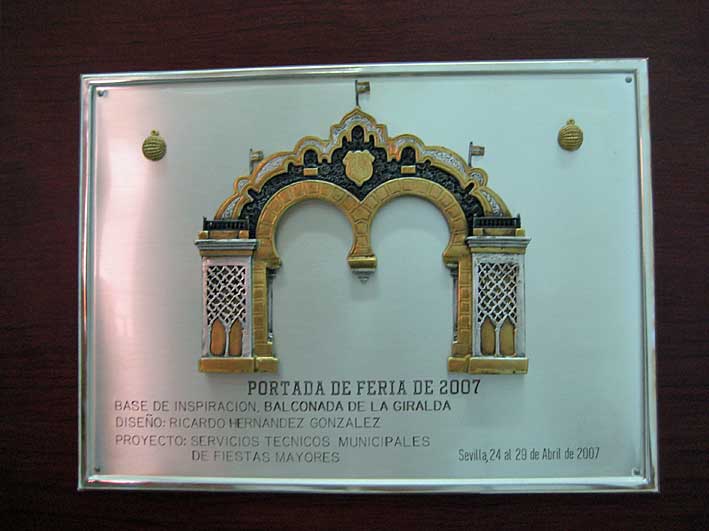 PORTADA DE FERIA DE 2007
BASE DE INSPIRACION, BALCONADA DE LA GIRALDA
DISEÑO: RICARDO HERNANDEZ GONZALEZ
PROYECTO: SERVICIOS TECNICOS MUNICIPALES
DE FIESTAS MAYORES
Sevilla, 24 al 29 de Abril de 2007